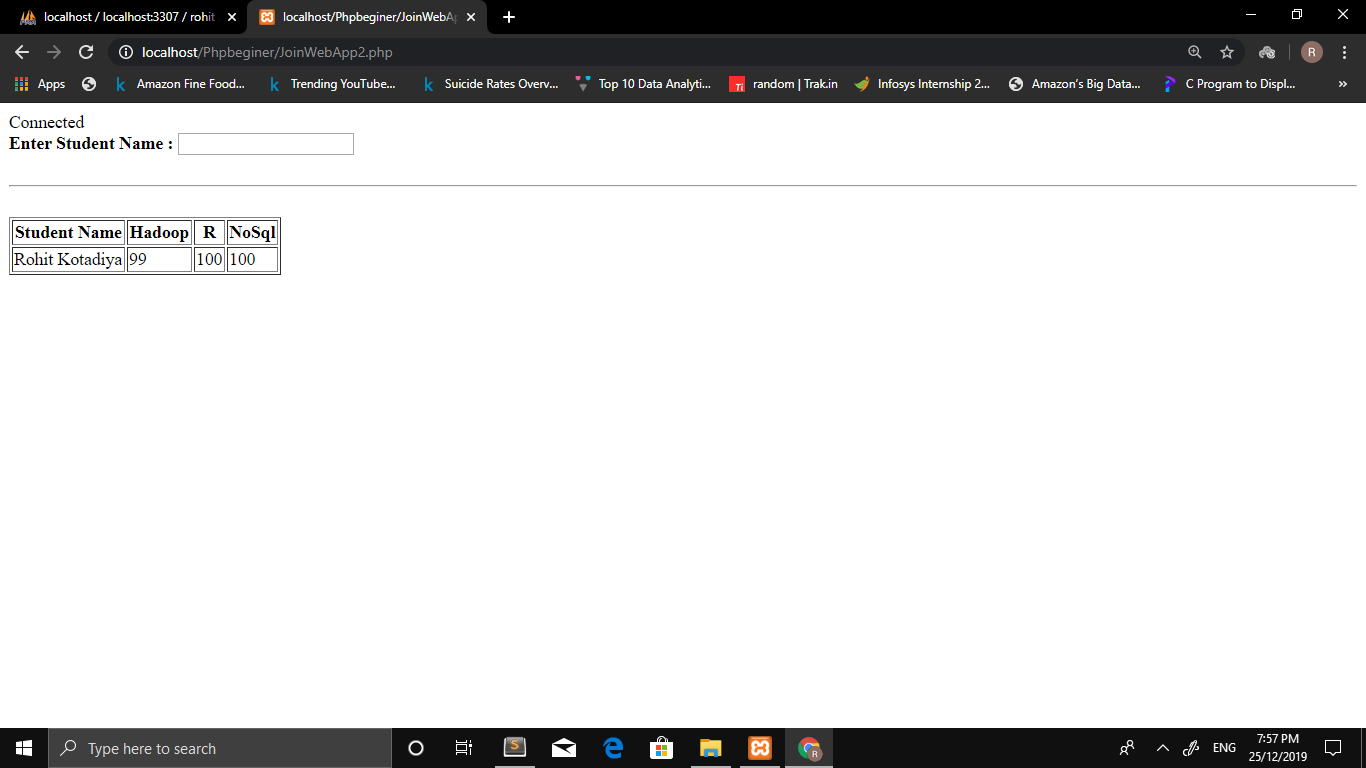 localhost / localhost:3307 / rohit
localhost/Phpbeginer/JoinWebAp
localhost/Phpbeginer/JoinWebApp2.php
R
Apps
k Amazon Fine Food...
k Trending YouTube...
k Suicide Rates Overv...
Top 10 Data Analyti...
Ti random | Trak.in
Infosys Internship 2...
Amazon's Big Data...
C Program to Displ...
»
Connected
Enter Student Name :
Student Name Hadoop R NoSql
Rohit Kotadiya 99 100 100
Type here to search
S
R
ENG
7:57 PM
25/12/2019